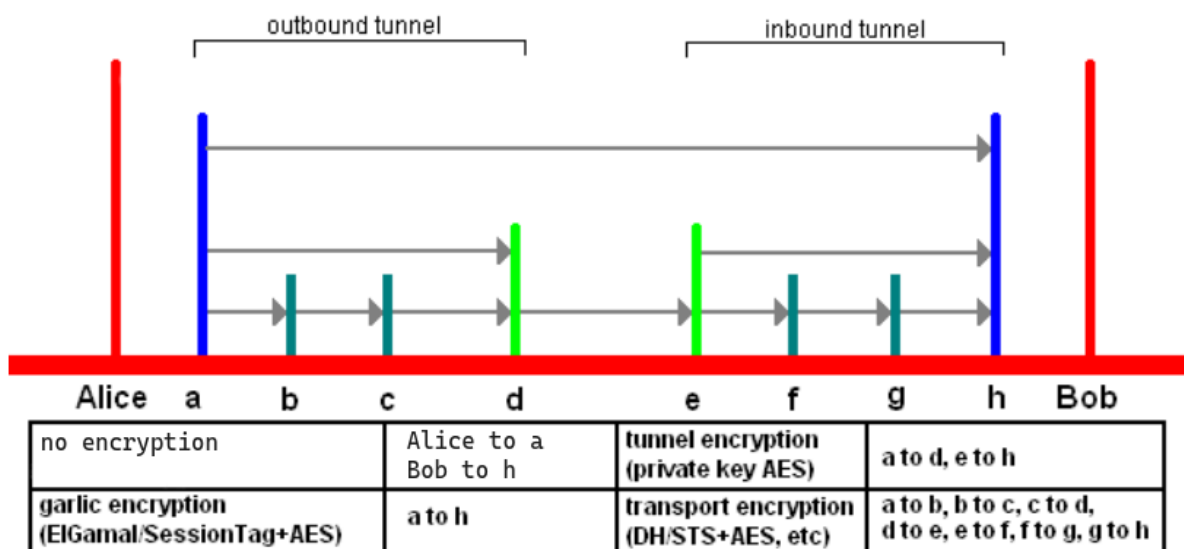 outbound tunnel
inbound tunnel
Alice a b c d e f g h Bob
no encryption
Alice to a
Bob to h
tunnel encryption
(private key AES)
a to d, e to h
garlic encryption
(ElGamal/SessionTag+AES)
a to h
transport encryption
(DH/STS+AES, etc)
a to b, b to c, c to d,
d to e, e to f, f to g, g to h